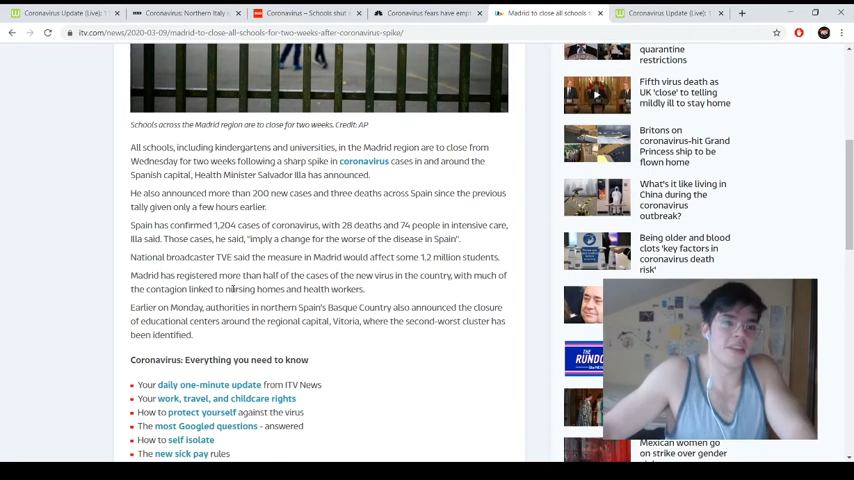 Coronavirus Update (Live): 1
Coronavirus: Northern Italy is
Coronavirus – Schools shut i
Coronavirus fears have empt
Madrid to close all schools f
Coronavirus Update (Live): 1
itv.com/news/2020-03-09/madrid-to-close-all-schools-for-two-weeks-after-coronavirus-spike/
Schools across the Madrid region are to close for two weeks. Credit: AP
All schools, including kindergartens and universities, in the Madrid region are to close from
Wednesday for two weeks following a sharp spike in coronavirus cases in and around the
Spanish capital, Health Minister Salvador Illa has announced.
He also announced more than 200 new cases and three deaths across Spain since the previous
tally given only a few hours earlier.
Spain has confirmed 1,204 cases of coronavirus, with 28 deaths and 74 people in intensive care,
Illa said. Those cases, he said, "imply a change for the worse of the disease in Spain".
National broadcaster TVE said the measure in Madrid would affect some 1.2 million students.
Madrid has registered more than half of the cases of the new virus in the country, with much of
the contagion linked to nursing homes and health workers.
Earlier on Monday, authorities in northern Spain's Basque Country also announced the closure
of educational centers around the regional capital, Vitoria, where the second-worst cluster has
been identified.
Coronavirus: Everything you need to know
Your daily one-minute update from ITV News
Your work, travel, and childcare rights
How to protect yourself against the virus
The most Googled questions - answered
How to self isolate
The new sick pay rules
quarantine
restrictions
Fifth virus death as
UK 'close' to telling
mildly ill to stay home
Britons on
coronavirus-hit Grand
Princess ship to be
flown home
What's it like living in
China during the
coronavirus
outbreak?
Being older and blood
clots 'key factors in
coronavirus death
risk'
THE
RUNDO
Mexican women go
on strike over gender